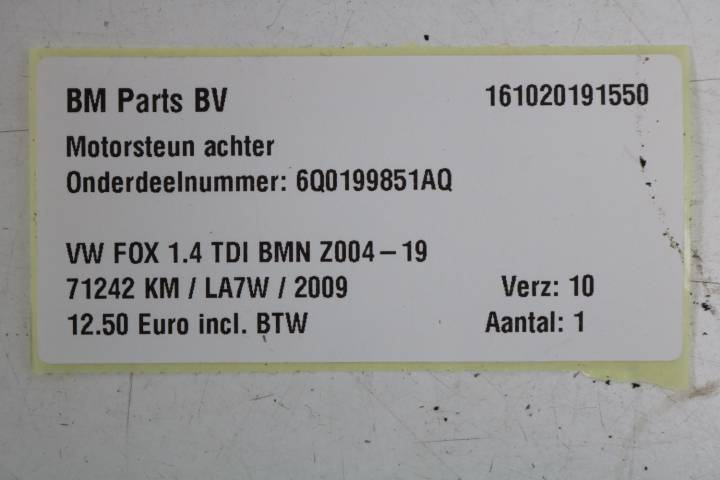 BM Parts BV 161020191550
Motorsteun achter
Onderdeelnummer: 6Q0199851AQ
VW FOX 1.4 TDI BMN Z004-19
71242 KM / LA7W / 2009 Verz: 10
12.50 Euro incl. BTW Aantal: 1